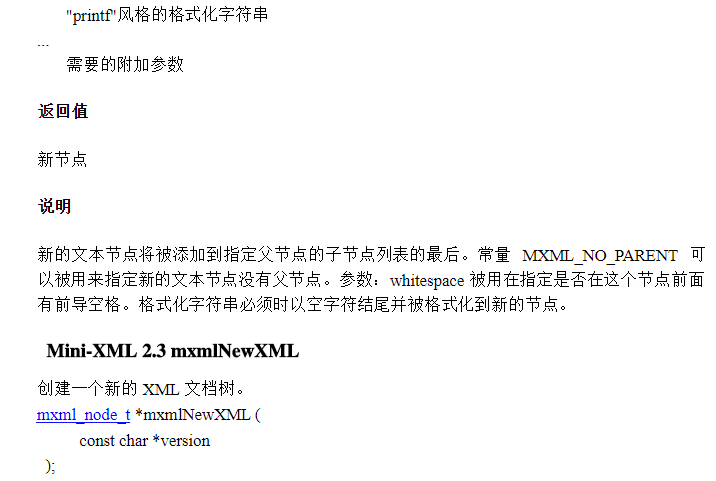 "printf"风格的格式化字符串
...
需要的附加参数
返回值
新节点
说明
新的文本节点将被添加到指定父节点的子节点列表的最后。常量 MXML_NO_PARENT 可
以被用来指定新的文本节点没有父节点。参数：whitespace 被用在指定是否在这个节点前面
有前导空格。格式化字符串必须时以空字符结尾并被格式化到新的节点。
Mini-XML 2.3 mxmlNewXML
创建一个新的 XML 文档树。
mxml_node_t *mxmlNewXML (
const char *version
);